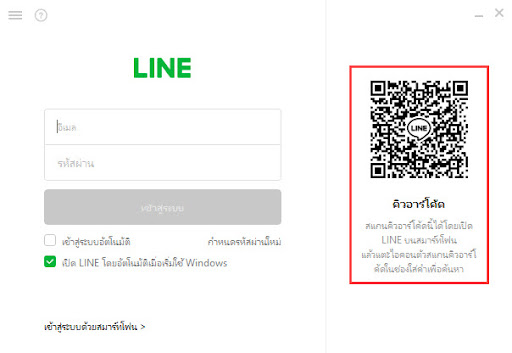 LINE
อีเมล
รหัสผ่าน
เข้าสู่ระบบ
เข้าสู่ระบบอัตโนมัติ
กำหนดรหัสผ่านใหม่
เปิด LINE โดยอัตโนมัติเมื่อเริ่มใช้ Windows
เข้าสู่ระบบด้วยสมาร์ทโฟน >
LINE
คิวอาร์โค้ด
สแกนคิวอาร์โค้ดนี้ได้โดยเปิด
LINE บนสมาร์ทโฟน
แล้วแตะไอคอนตัวสแกนคิวอาร์โ
ค้ดในช่องใส่คำเพื่อค้นหา